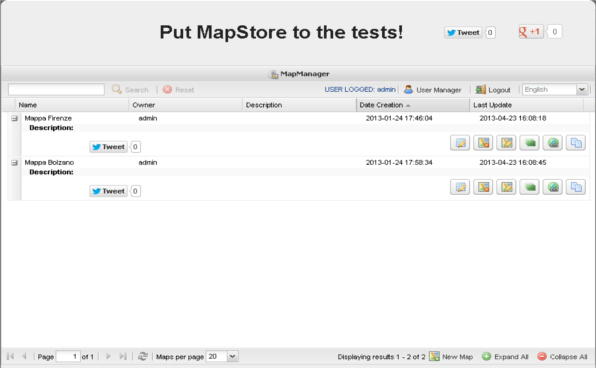 Put MapStore to the tests!
Tweet 0
+1 0
MapManager
Search Reset USER LOGGED: admin User Manager Logout English
Name Owner Description Date Creation Last Update
Mappa Firenze admin 2013-01-24 17:46:04 2013-04-23 16:08:18
Description:
Tweet 0
Mappa Bolzano admin 2013-01-24 17:58:34 2013-04-23 16:08:45
Description:
Tweet 0
Page 1 of 1 Maps per page 20 Displaying results 1 - 2 of 2 New Map Expand All Collapse All